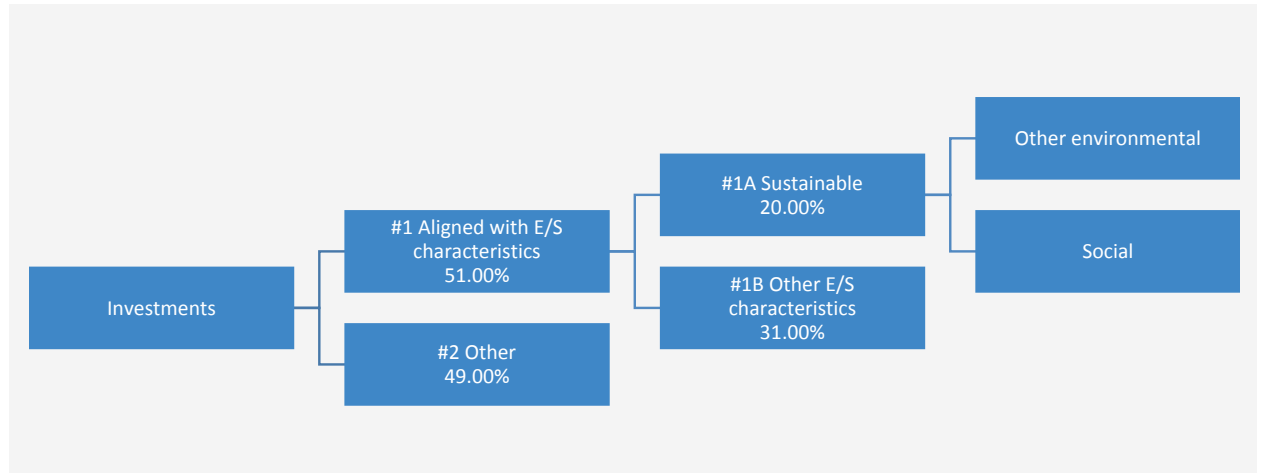 Investments
#1 Aligned with E/S
characteristics
51.00%
#2 Other
49.00%
#1A Sustainable
20.00%
#1B Other E/S
characteristics
31.00%
Other environmental
Social